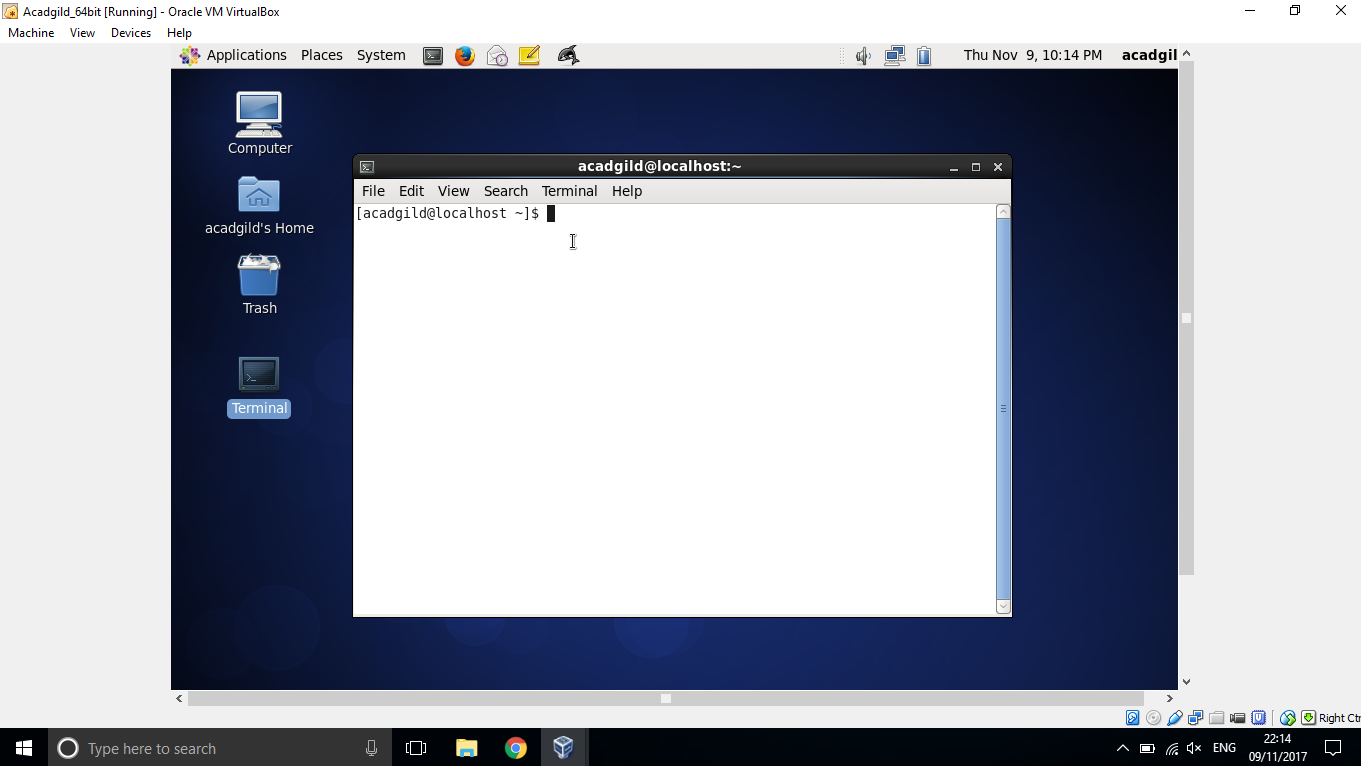 Acadgild_64bit [Running] - Oracle VM VirtualBox
Machine View Devices Help
Applications Places System Thu Nov 9, 10:14 PM acadgil
Computer
acadgild's Home
Trash
Terminal
acadgild@localhost:~
File Edit View Search Terminal Help
[acadgild@localhost ~]$
Right Ctr
Type here to search
ENG
22:14
09/11/2017